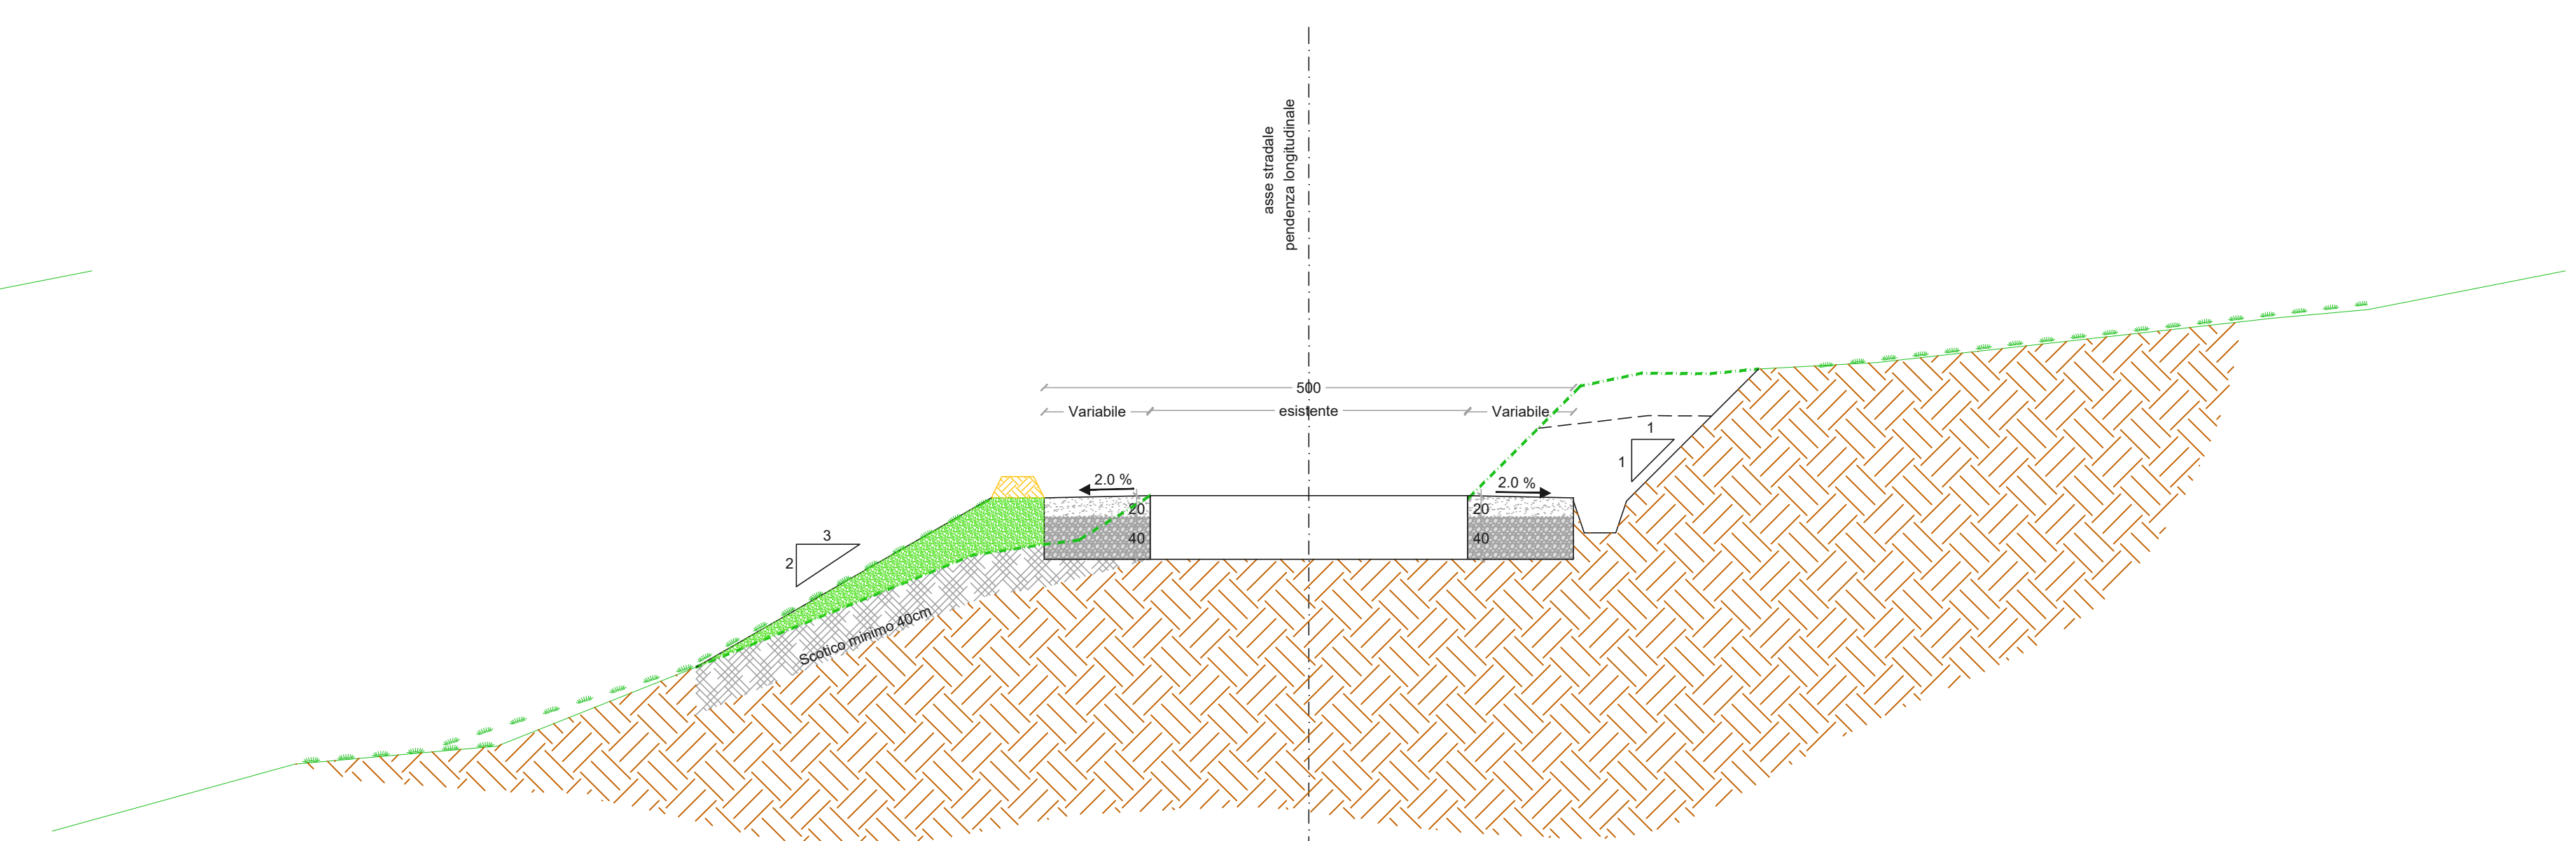 asse stradale
pendenza longitudinale
500
Variabile
esistente
Variabile
1
1
2.0 %
2.0 %
20
20
40
40
3
2
Scotico minimo 40cm